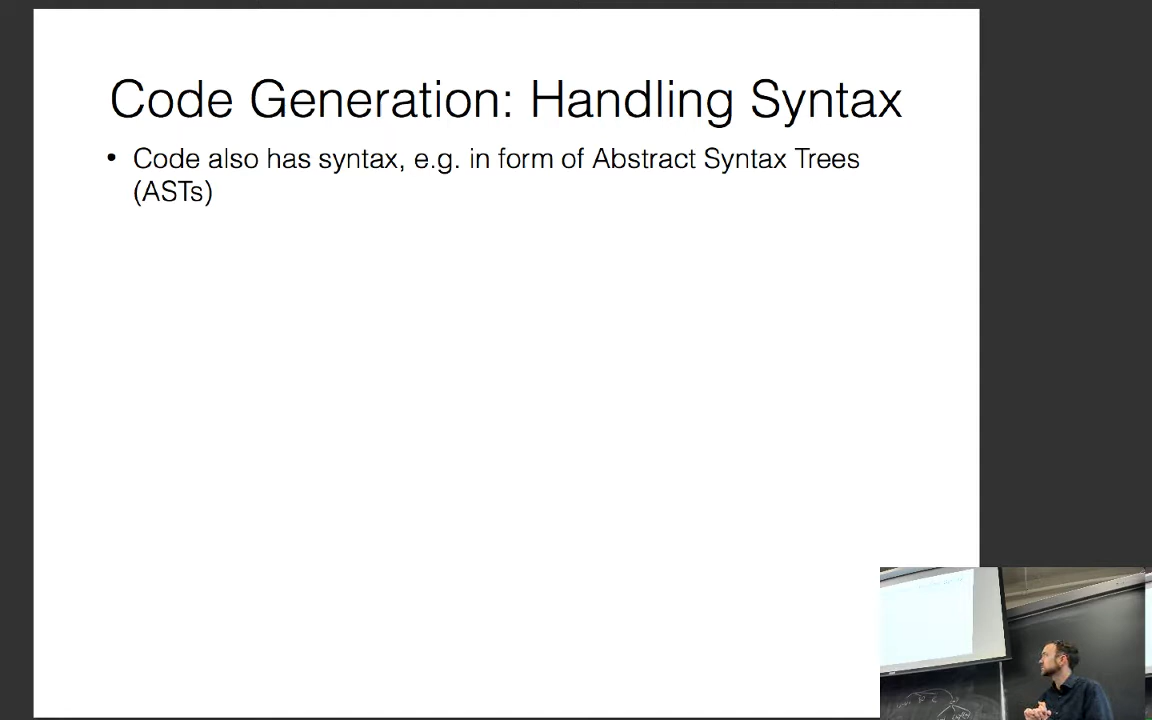 Code Generation: Handling Syntax
• Code also has syntax, e.g. in form of Abstract Syntax Trees
(ASTs)